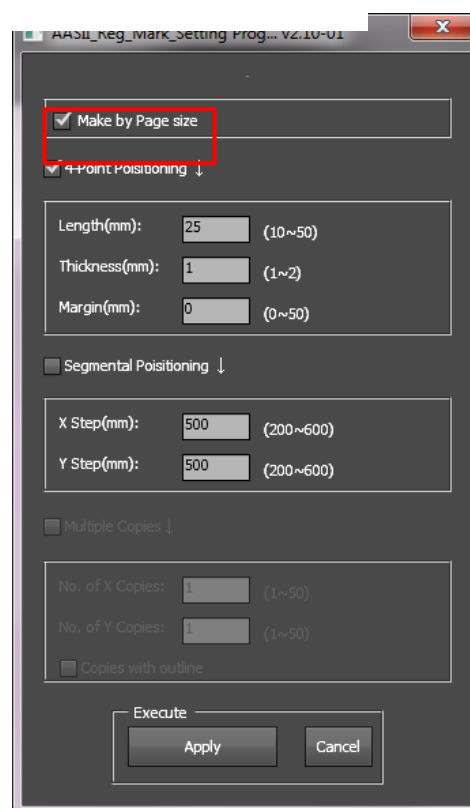 AASII_Reg_Mark_Setting Prog... v2.10-01
Make by Page size
4-Point Poisitioning ↓
Length(mm): 25 (10~50)
Thickness(mm): 1 (1~2)
Margin(mm): 0 (0~50)
Segmental Poisitioning ↓
X Step(mm): 500 (200~600)
Y Step(mm): 500 (200~600)
Multiple Copies ↓
No. of X Copies: 1 (1~50)
No. of Y Copies: 1 (1~50)
Copies with outline
Execute
Apply Cancel